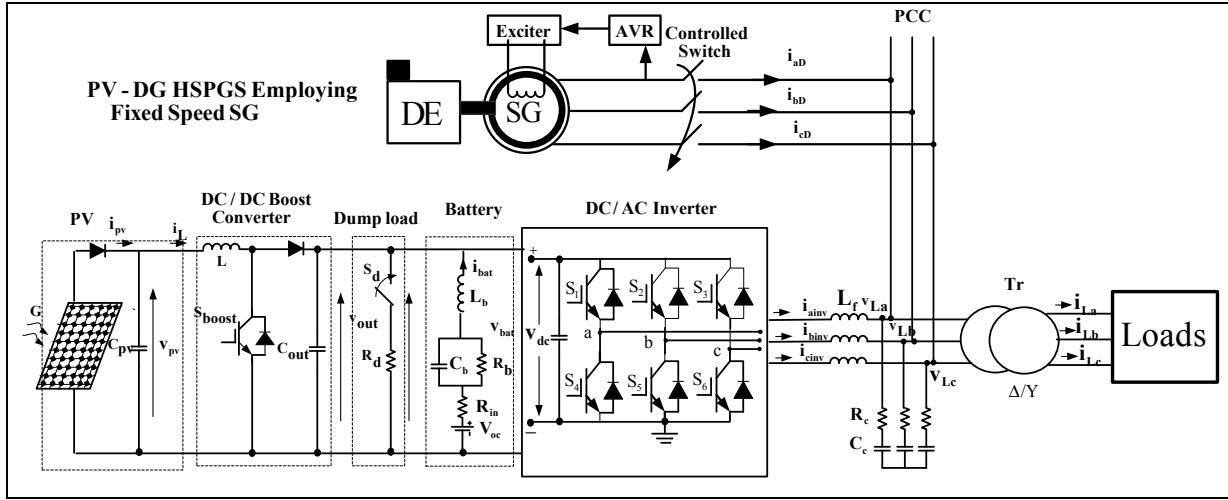 PCC
Exciter
AVR
Controlled
Switch
i_aD
PV - DG HSPGS Employing
Fixed Speed SG
DE
SG
i_bD
i_cD
PV
DC / DC Boost
Converter
Dump load
Battery
DC/ AC Inverter
i_pv
i_L
L
G
C_pv
v_pv
S_boost
C_out
S_d
v_out
R_d
i_bat
L_b
v_bat
C_b
R_b
R_in
V_oc
+
V_dc
−
S_1
S_2
S_3
a
b
c
S_4
S_5
S_6
i_ainv
i_binv
i_cinv
L_f
v_La
v_Lb
v_Lc
R_c
C_c
Tr
Δ/Y
i_La
i_Lb
i_Lc
Loads